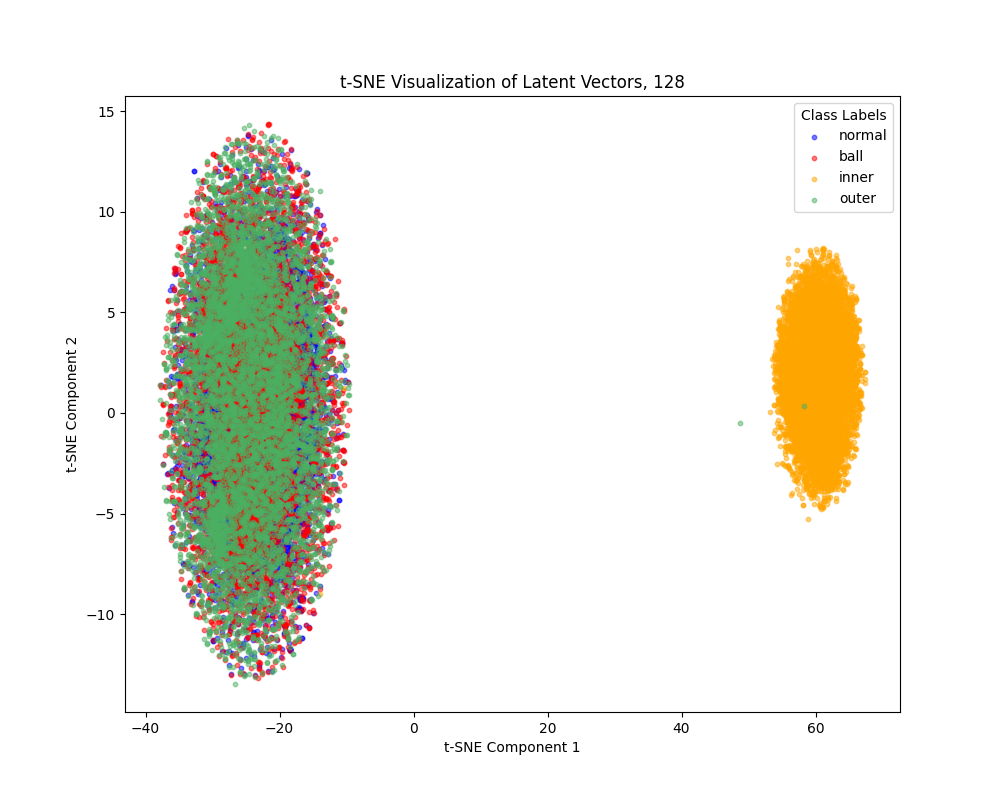 t-SNE Visualization of Latent Vectors, 128
Class Labels
normal
ball
inner
outer
15
10
5
0
−5
−10
t-SNE Component 2
−40
−20
0
20
40
60
t-SNE Component 1